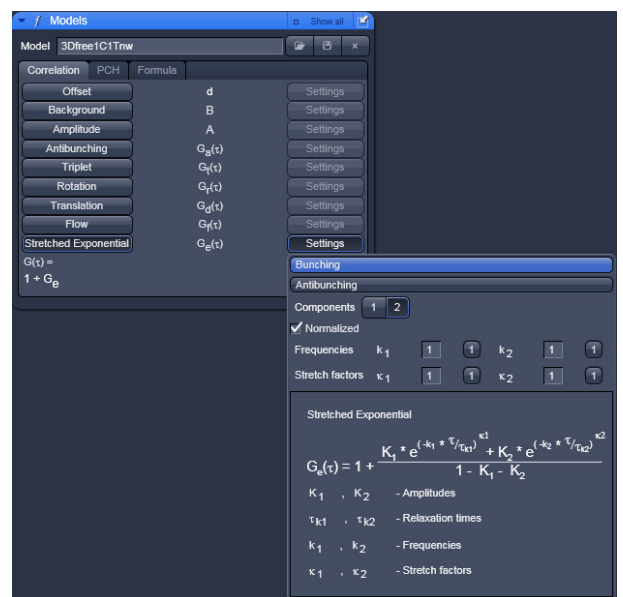 f Models Show all
Model 3Dfree1C1Tnw
Correlation PCH Formula
Offset d Settings
Background B Settings
Amplitude A Settings
Antibunching Ga(τ) Settings
Triplet Gt(τ) Settings
Rotation Gr(τ) Settings
Translation Gd(τ) Settings
Flow Gf(τ) Settings
Stretched Exponential Ge(τ) Settings
G(τ) =
1 + Ge
Bunching
Antibunching
Components 1 2
Normalized
Frequencies k1 1 1 k2 1 1
Stretch factors κ1 1 1 κ2 1 1
Stretched Exponential
Ge(τ) = 1 + K1 * e(-k1 * τ/τk1)κ1 + K2 * e(-k2 * τ/τk2)κ2
1 - K1 - K2
K1 , K2 - Amplitudes
τk1 , τk2 - Relaxation times
k1 , k2 - Frequencies
κ1 , κ2 - Stretch factors